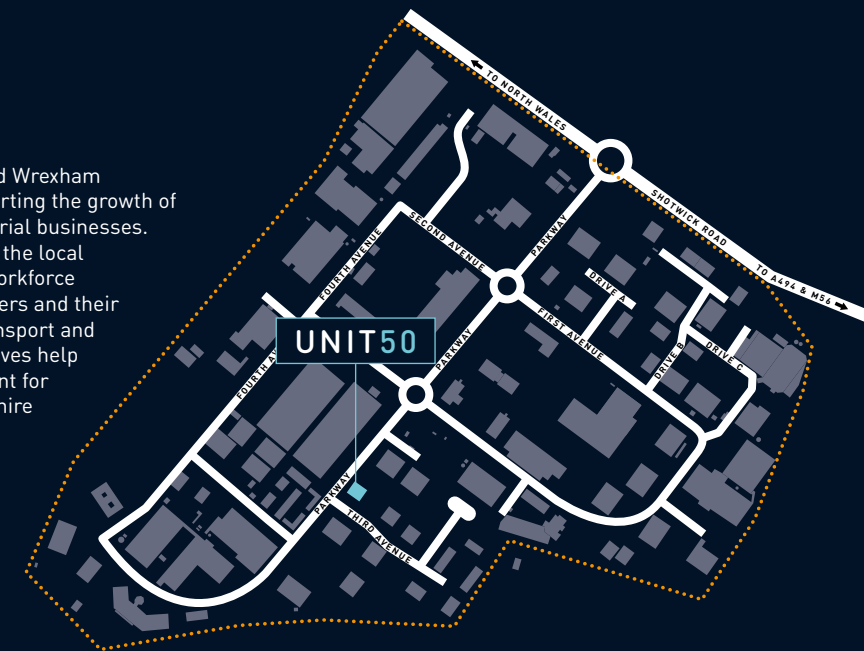 d Wrexham
rting the growth of
rial businesses.
the local
orkforce
ers and their
nsport and
ves help
nt for
hire
TO NORTH WALES
SHOTWICK ROAD
TO A494 & M56
SECOND AVENUE
PARKWAY
FOURTH AVENUE
DRIVE A
FIRST AVENUE
PARKWAY
DRIVE B
DRIVE C
UNIT50
FOURTH AV
PARKWAY
THIRD AVENUE